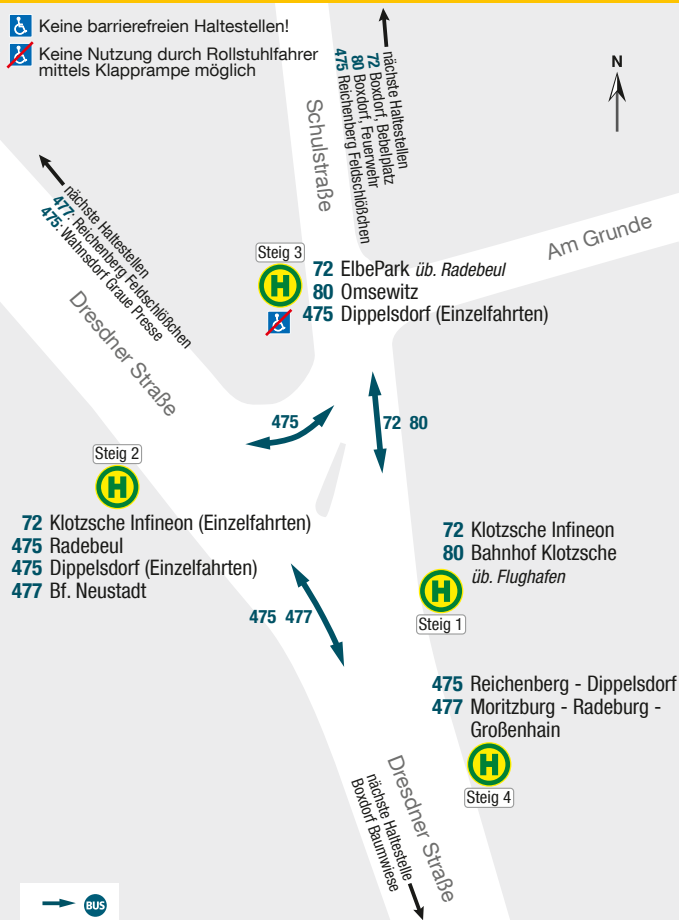 Keine barrierefreien Haltestellen!
Keine Nutzung durch Rollstuhlfahrer
mittels Klapprampe möglich
nächste Haltestellen
72 Boxdorf, Bebelplatz
80 Boxdorf, Feuerwehr
475 Reichenberg Feldschlößchen
Schulstraße
N
nächste Haltestellen
477: Reichenberg Feldschlößchen
475: Wahnsdorf Graue Presse
Dresdner Straße
Am Grunde
Steig 3
H
72 ElbePark üb. Radebeul
80 Omsewitz
475 Dippelsdorf (Einzelfahrten)
475
72 80
Steig 2
H
72 Klotzsche Infineon (Einzelfahrten)
475 Radebeul
475 Dippelsdorf (Einzelfahrten)
477 Bf. Neustadt
72 Klotzsche Infineon
80 Bahnhof Klotzsche
üb. Flughafen
H
Steig 1
475 477
475 Reichenberg - Dippelsdorf
477 Moritzburg - Radeburg -
Großenhain
H
Steig 4
Dresdner Straße
nächste Haltestelle
Boxdorf Baumwiese
BUS